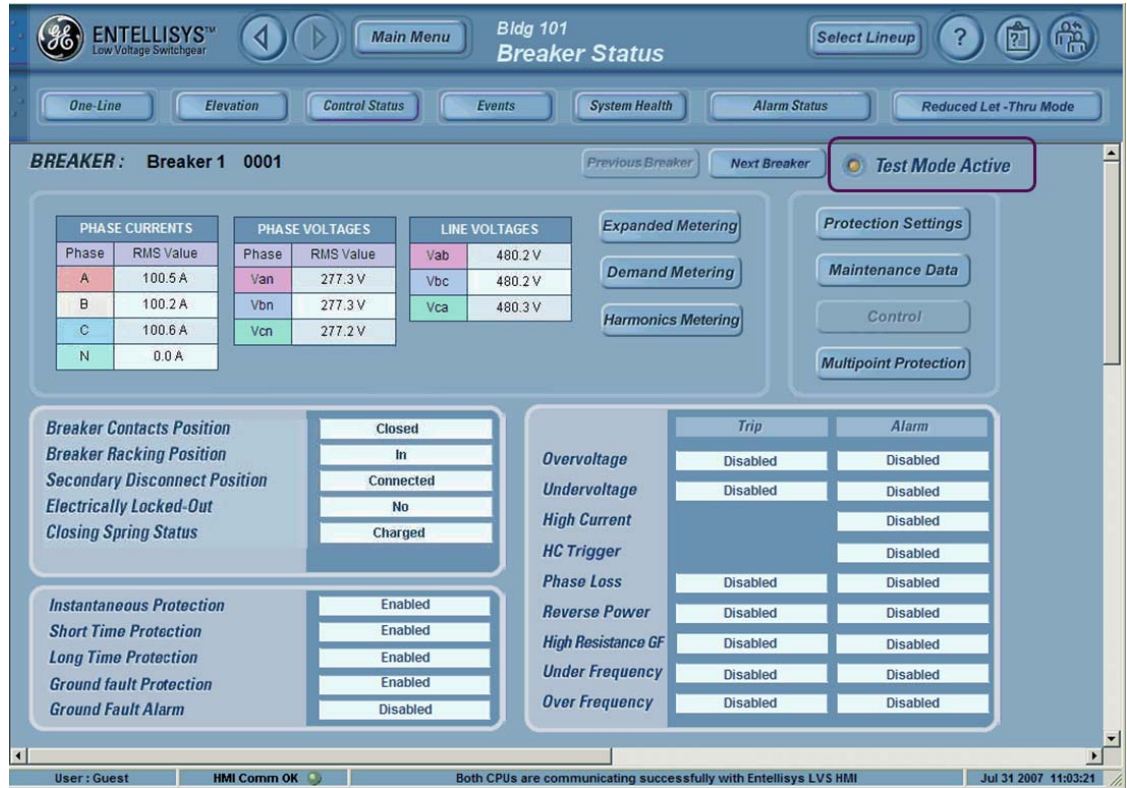 GE ENTELLISYS™
Low Voltage Switchgear
Main Menu
Bldg 101
Breaker Status
Select Lineup
?
?
One-Line
Elevation
Control Status
Events
System Health
Alarm Status
Reduced Let -Thru Mode
BREAKER : Breaker 1 0001
Previous Breaker
Next Breaker
Test Mode Active
PHASE CURRENTS
Phase RMS Value
A 100.5 A
B 100.2 A
C 100.6 A
N 0.0 A
PHASE VOLTAGES
Phase RMS Value
Van 277.3 V
Vbn 277.3 V
Vcn 277.2 V
LINE VOLTAGES
Vab 480.2 V
Vbc 480.2 V
Vca 480.3 V
Expanded Metering
Demand Metering
Harmonics Metering
Protection Settings
Maintenance Data
Control
Multipoint Protection
Breaker Contacts Position Closed
Breaker Racking Position In
Secondary Disconnect Position Connected
Electrically Locked-Out No
Closing Spring Status Charged
Instantaneous Protection Enabled
Short Time Protection Enabled
Long Time Protection Enabled
Ground fault Protection Enabled
Ground Fault Alarm Disabled
Trip Alarm
Overvoltage Disabled Disabled
Undervoltage Disabled Disabled
High Current Disabled
HC Trigger Disabled
Phase Loss Disabled Disabled
Reverse Power Disabled Disabled
High Resistance GF Disabled Disabled
Under Frequency Disabled Disabled
Over Frequency Disabled Disabled
User : Guest
HMI Comm OK
Both CPUs are communicating successfully with Entellisys LVS HMI
Jul 31 2007 11:03:21